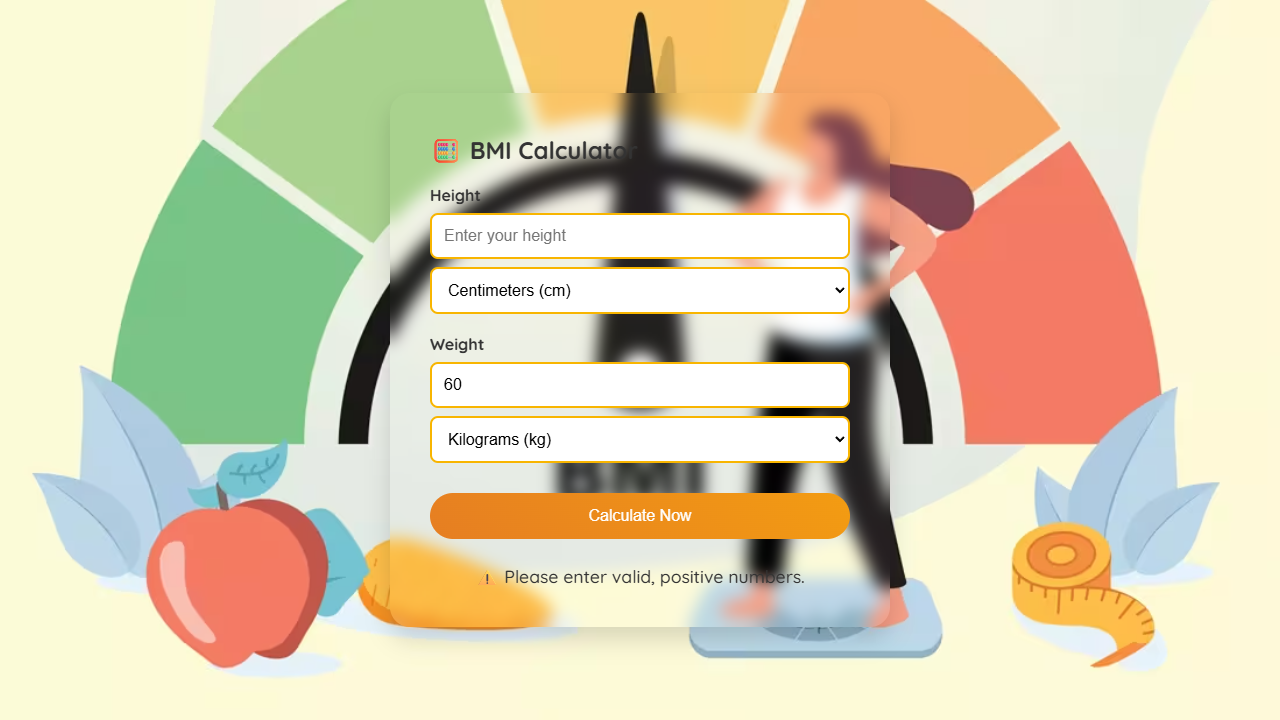 BMI Calculator
Height
Enter your height
Centimeters (cm)
Weight
60
Kilograms (kg)
BMI
Calculate Now
! Please enter valid, positive numbers.